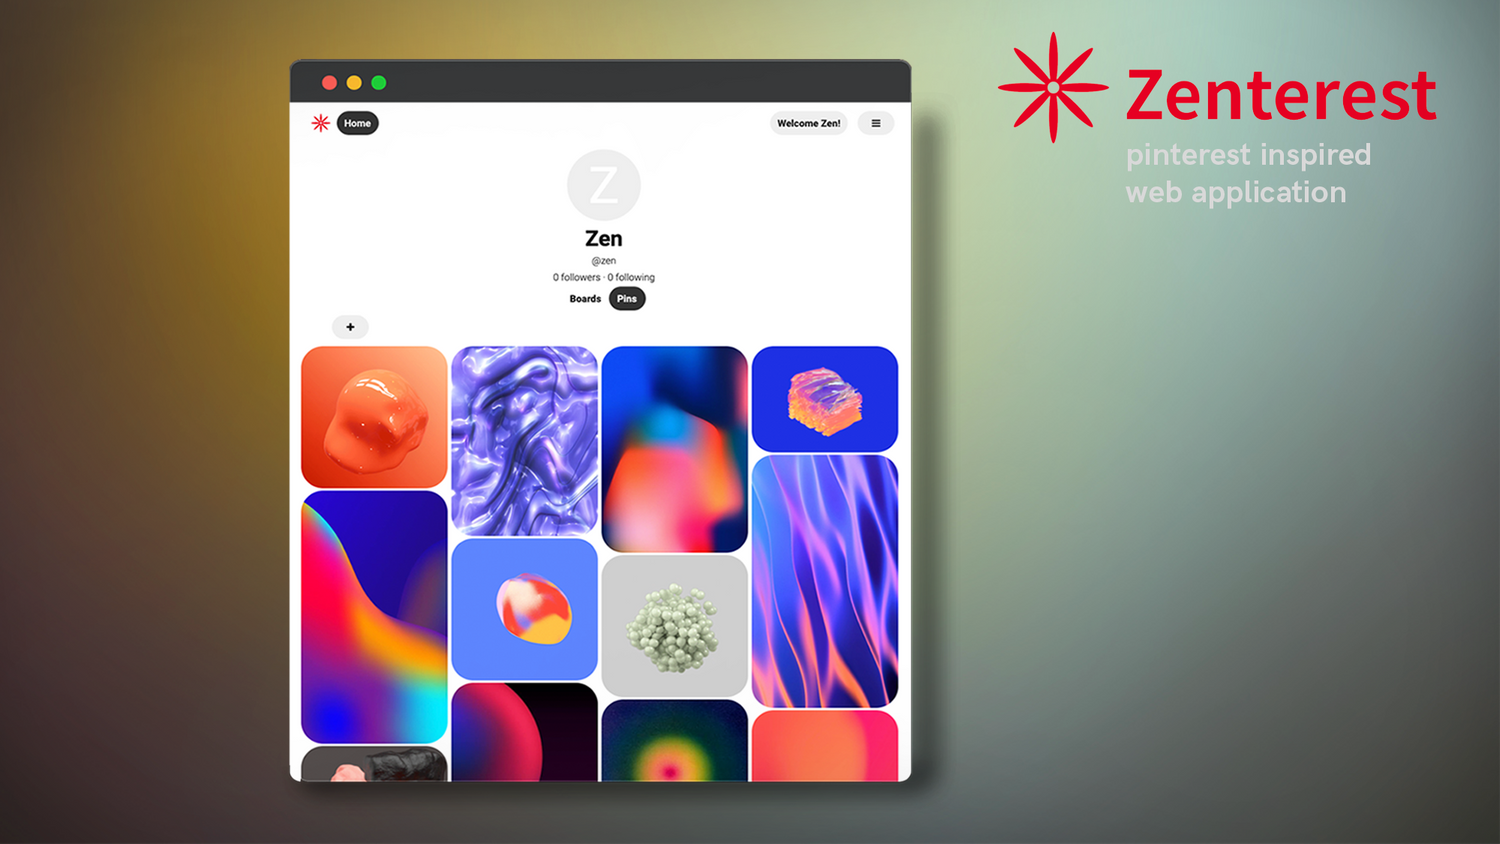 Zenterest
pinterest inspired
web application
Home
Welcome Zen!
Z
Zen
@zen
0 followers · 0 following
Boards Pins
+